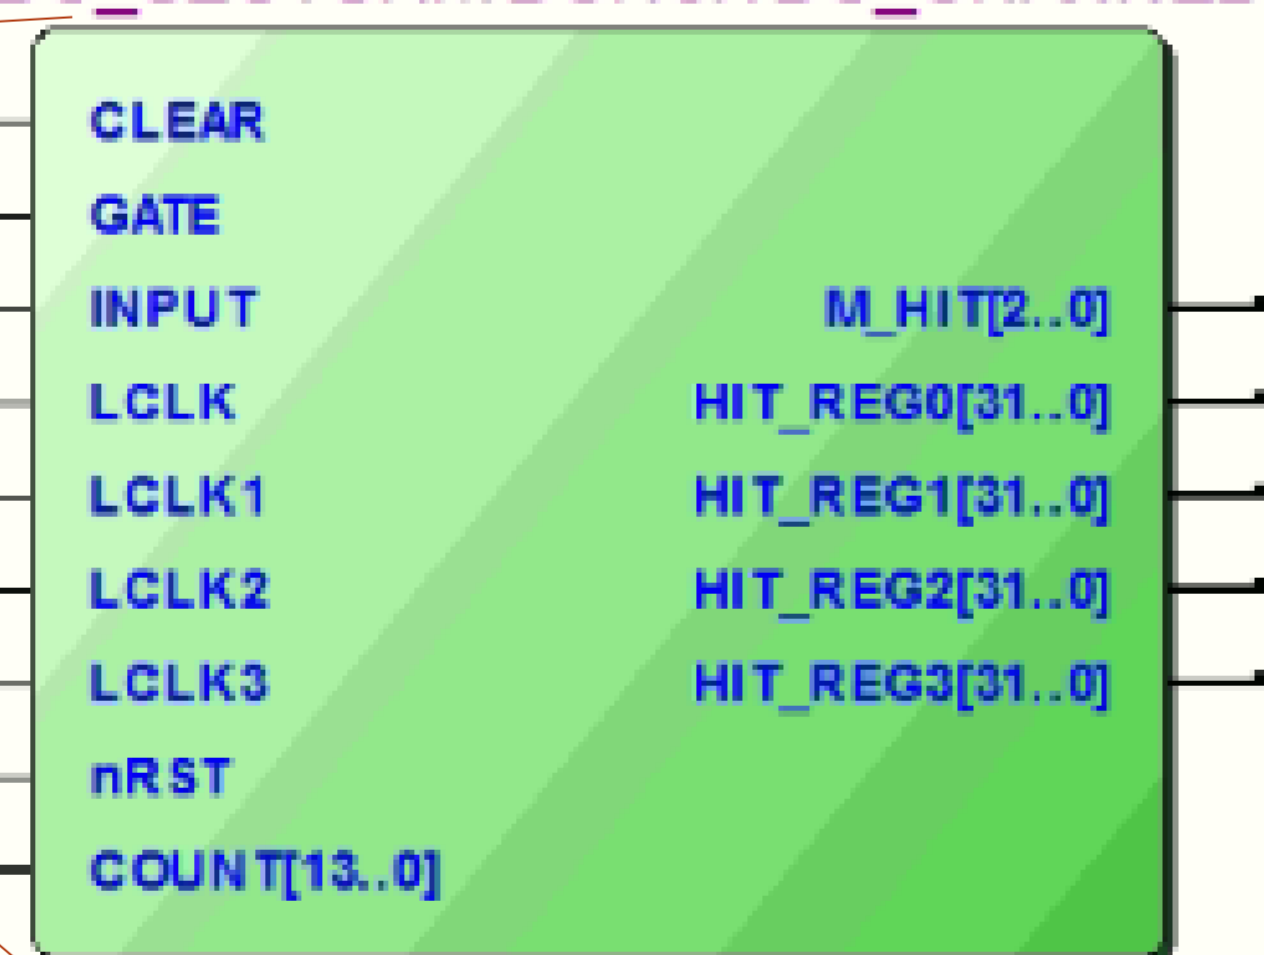 CLEAR
GATE
INPUT
M_HIT[2..0]
LCLK
HIT_REG0[31..0]
LCLK1
HIT_REG1[31..0]
LCLK2
HIT_REG2[31..0]
LCLK3
HIT_REG3[31..0]
nRST
COUNT[13..0]